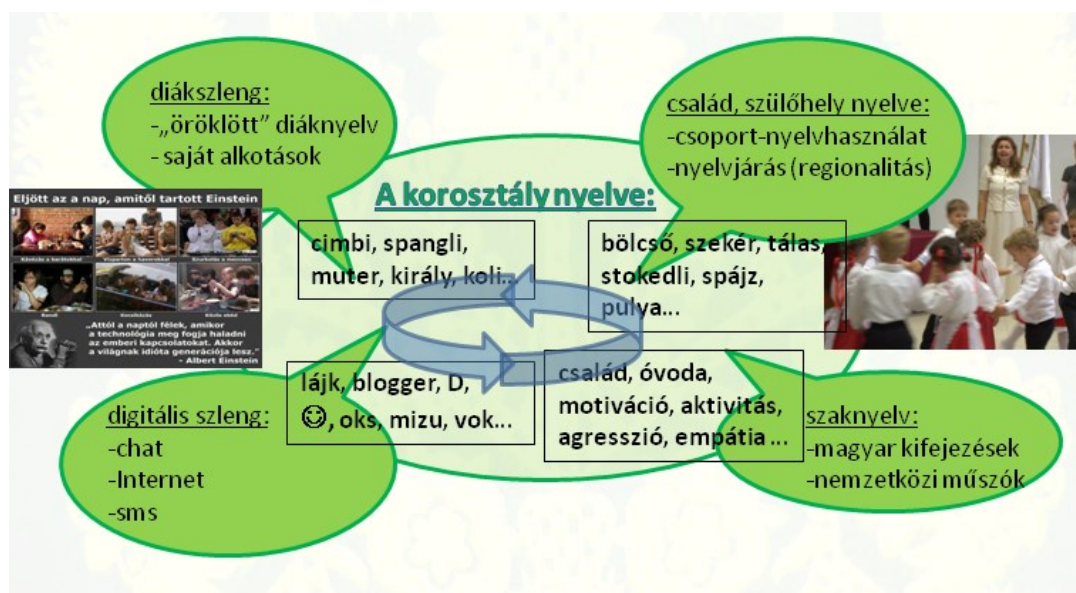 diákszleng:
-„öröklött” diáknyelv
- saját alkotások
család, szülőhely nyelve:
-csoport-nyelvhasználat
-nyelvjárás (regionalitás)
A korosztály nyelve:
Eljött az a nap, amitől tartott Einstein
cimbi, spangli,
muter, király, koli...
bölcső, szekér, tálas,
stokedli, spájz,
pulya...
„Attól a naptól félek, amikor
a technológia meg fogja haladni
az emberi kapcsolatokat. Akkor
a világnak idióta generációja lesz.”
- Albert Einstein
lájk, blogger, D,
☺, oks, mizu, vok...
család, óvoda,
motiváció, aktivitás,
agresszió, empátia ...
digitális szleng:
-chat
-Internet
-sms
szaknyelv:
-magyar kifejezések
-nemzetközi műszók